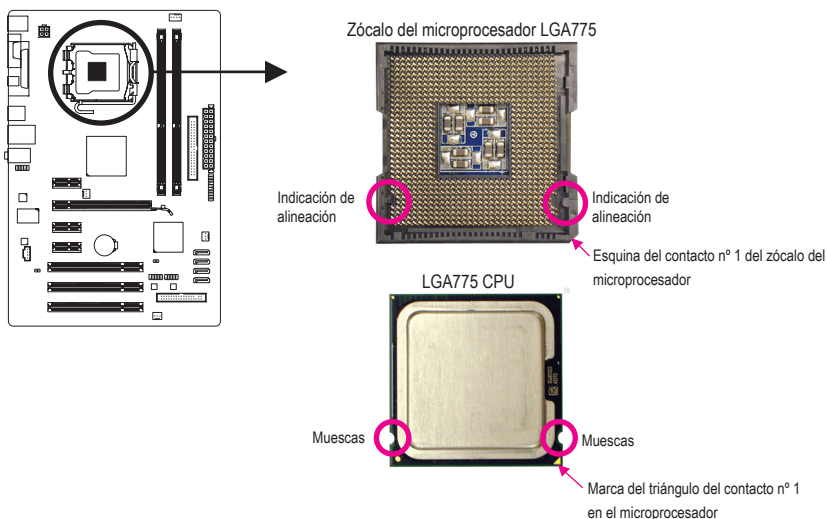 Zócalo del microprocesador LGA775
Indicación de
alineación
Indicación de
alineación
Esquina del contacto nº 1 del zócalo del
microprocesador
LGA775 CPU
Muescas
Muescas
Marca del triángulo del contacto nº 1
en el microprocesador